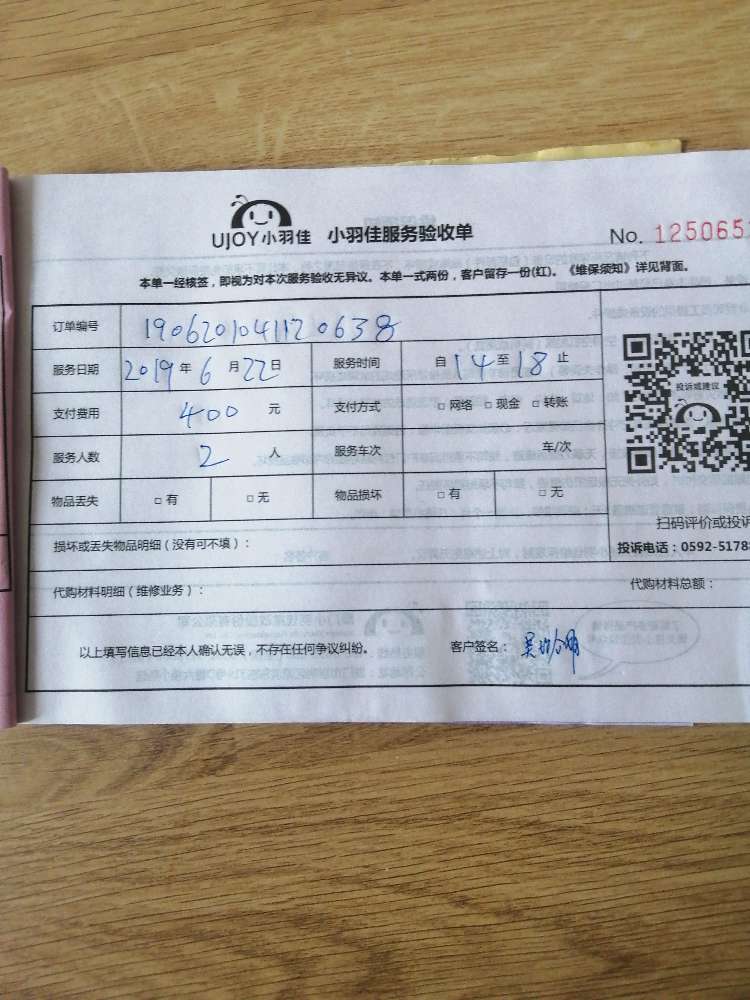 UJOY小羽佳 小羽佳服务验收单 No. 125065
本单一经核签，即视为对本次服务验收无异议。本单一式两份，客户留存一份(红)。《维保须知》详见背面。
订单编号 1906201041120638
服务日期 2019 年 6 月 22 日 服务时间 自 14 至 18 止
支付费用 400 元 支付方式 □ 网络 □ 现金 □ 转账
服务人数 2 人 服务车次 车/次
物品丢失 □ 有 □ 无 物品损坏 □ 有 □ 无
投诉或建议
扫码评价或投诉
投诉电话：0592-5178
损坏或丢失物品明细（没有可不填）：
代购材料明细（维修业务）： 代购材料总额：
以上填写信息已经本人确认无误，不存在任何争议纠纷。 客户签名：